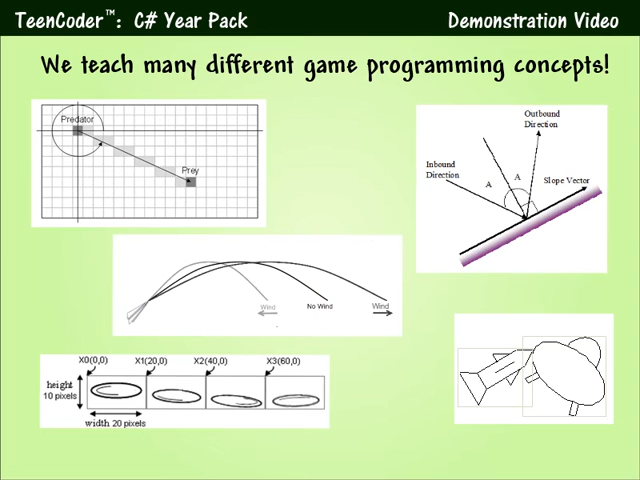 TeenCoder™: C# Year Pack
Demonstration Video
We teach many different game programming concepts!
Predator
Prey
Outbound
Direction
Inbound
Direction
A
A
Slope Vector
Wind
No Wind
Wind
X0(0,0)
X1(20,0)
X2(40,0)
X3(60,0)
height
10 pixels
width 20 pixels